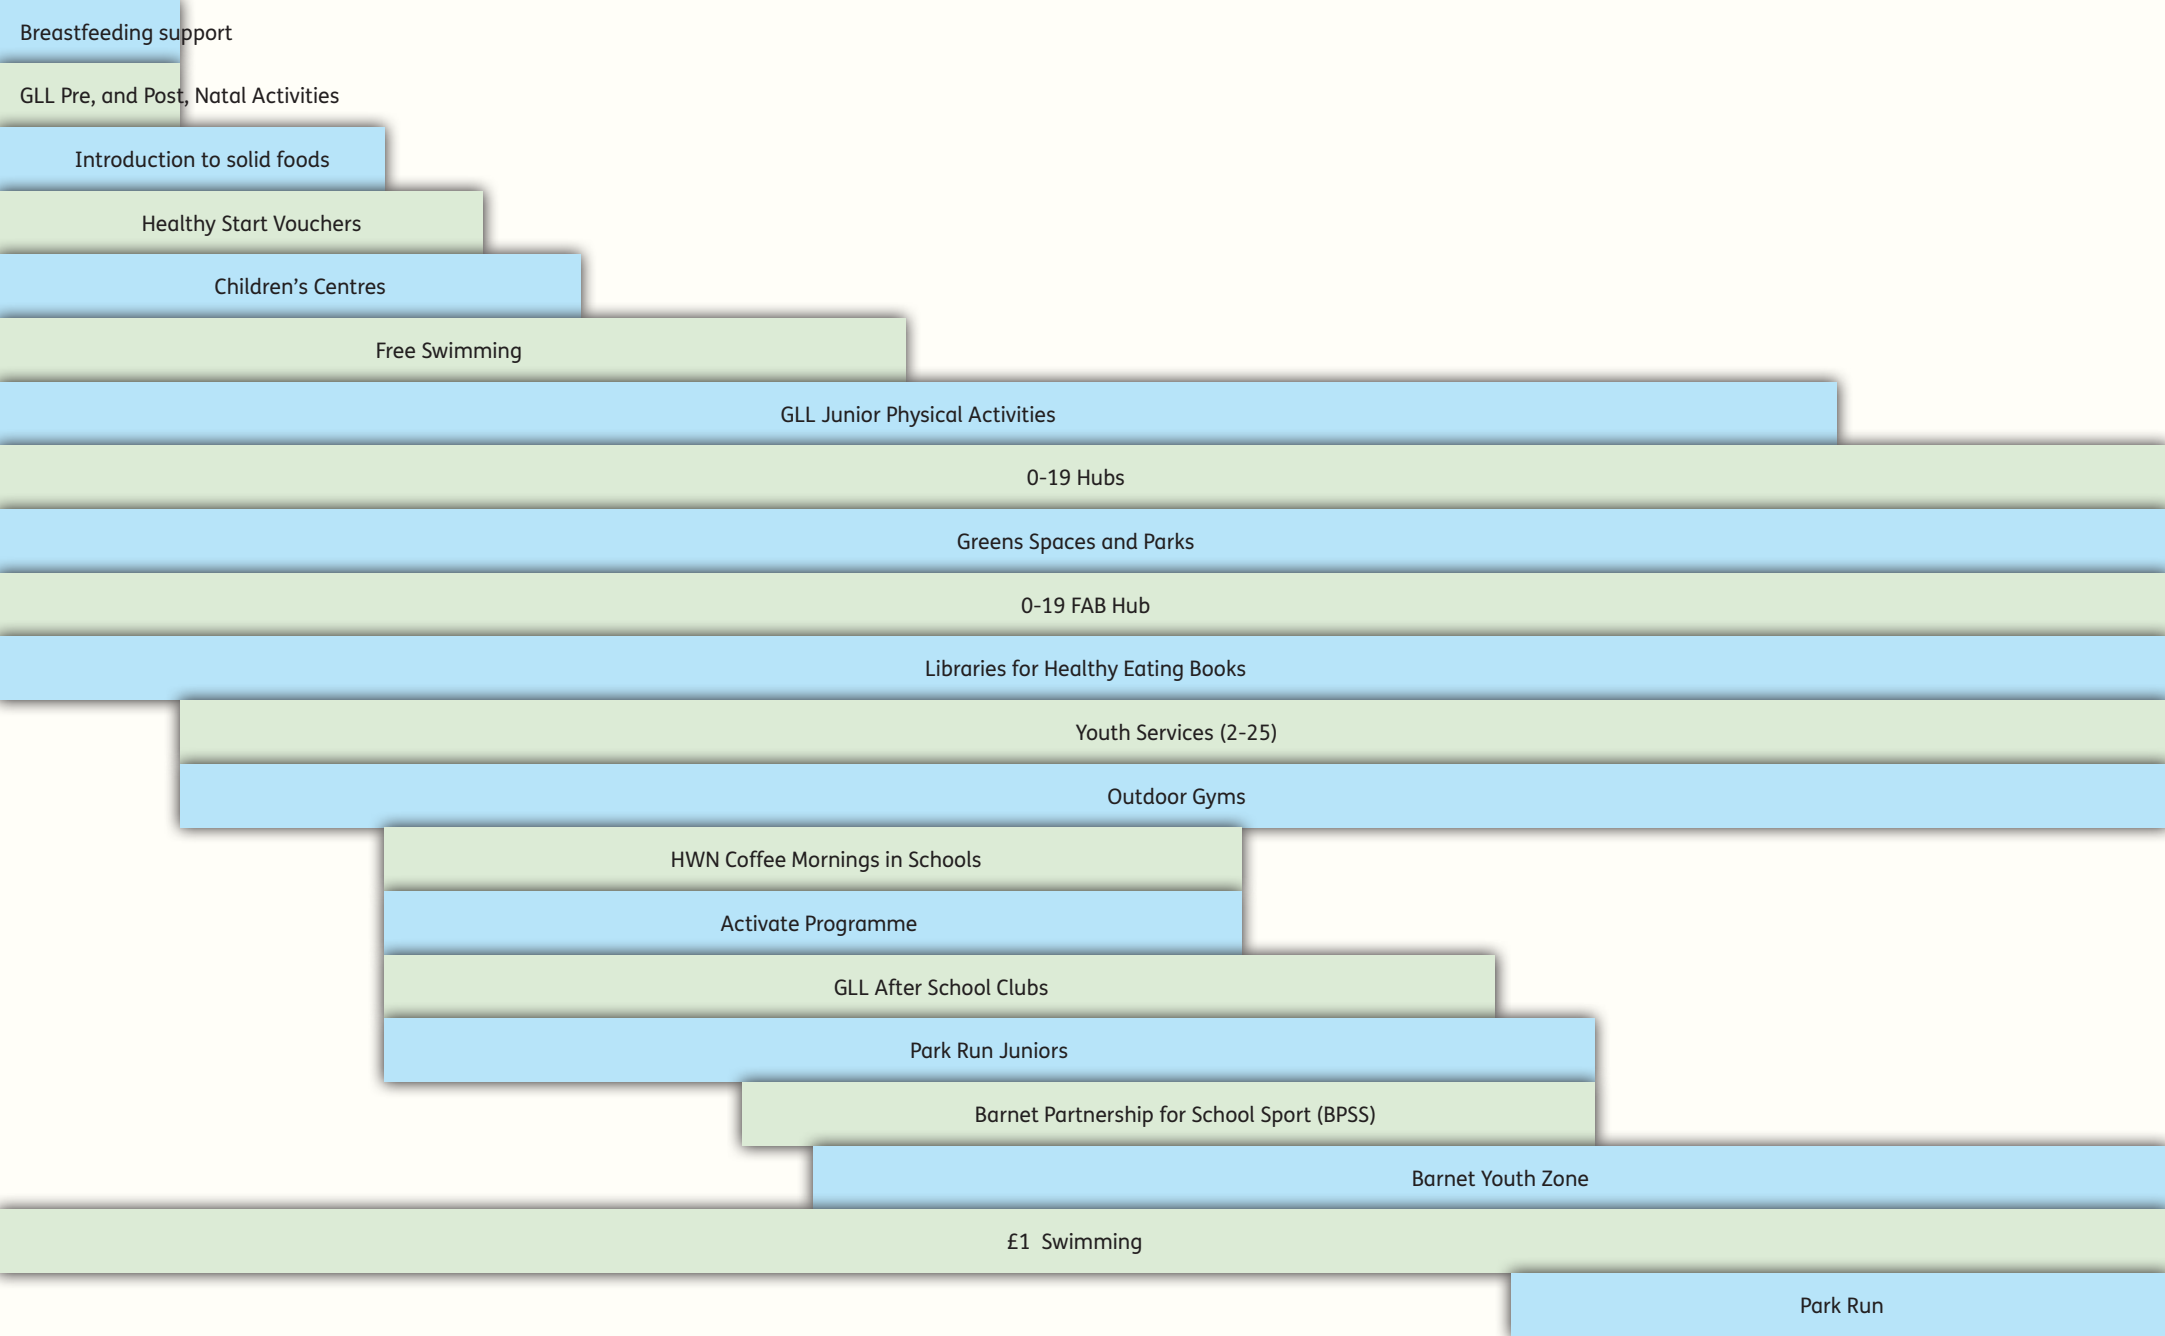 Breastfeeding support
GLL Pre, and Post, Natal Activities
Introduction to solid foods
Healthy Start Vouchers
Children’s Centres
Free Swimming
GLL Junior Physical Activities
0-19 Hubs
Greens Spaces and Parks
0-19 FAB Hub
Libraries for Healthy Eating Books
Youth Services (2-25)
Outdoor Gyms
HWN Coffee Mornings in Schools
Activate Programme
GLL After School Clubs
Park Run Juniors
Barnet Partnership for School Sport (BPSS)
Barnet Youth Zone
£1 Swimming
Park Run